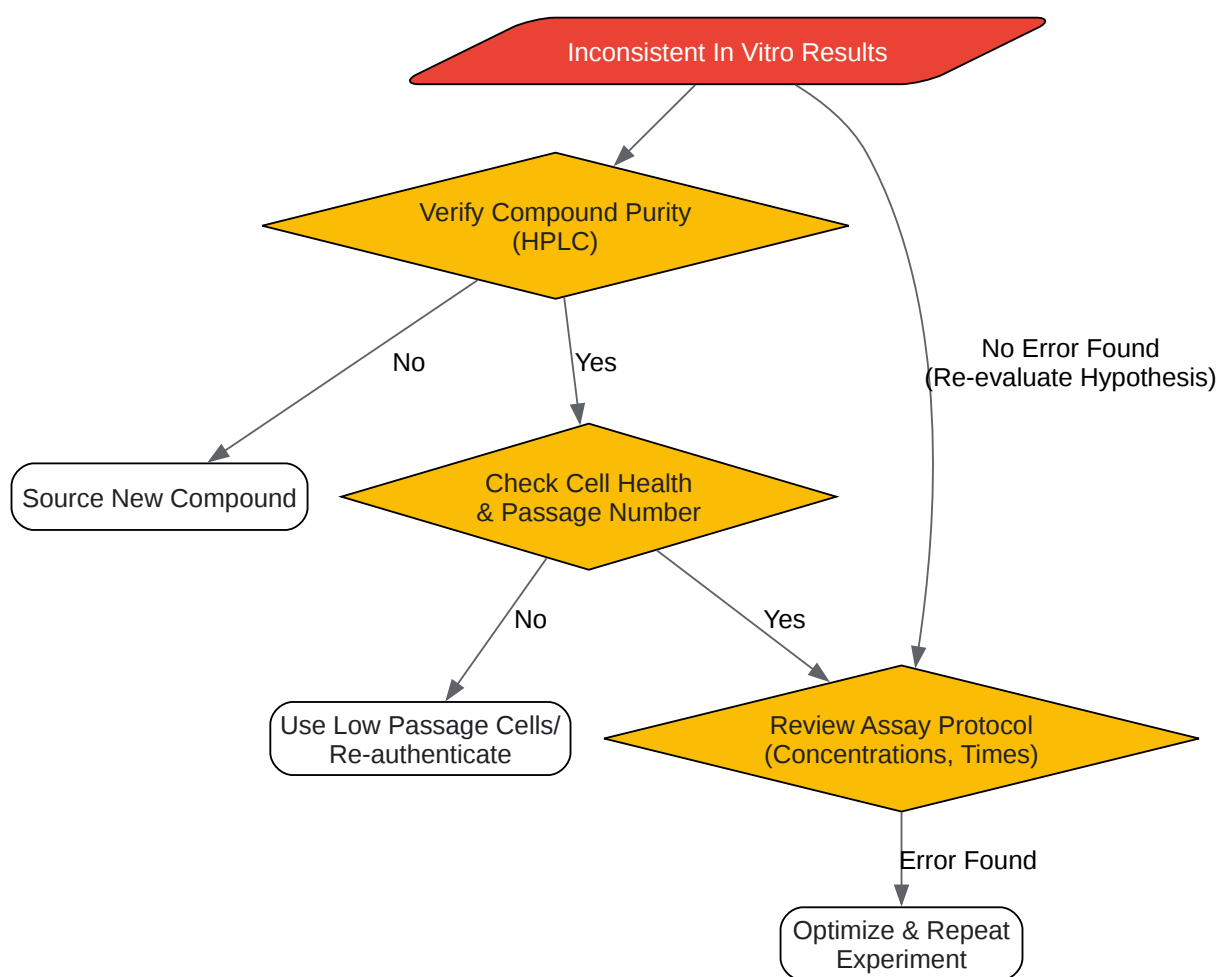 Inconsistent In Vitro Results
Verify Compound Purity
(HPLC)
No Error Found
(Re-evaluate Hypothesis)
No
Yes
Source New Compound
Check Cell Health
& Passage Number
No
Yes
Use Low Passage Cells/
Re-authenticate
Review Assay Protocol
(Concentrations, Times)
Error Found
Optimize & Repeat
Experiment